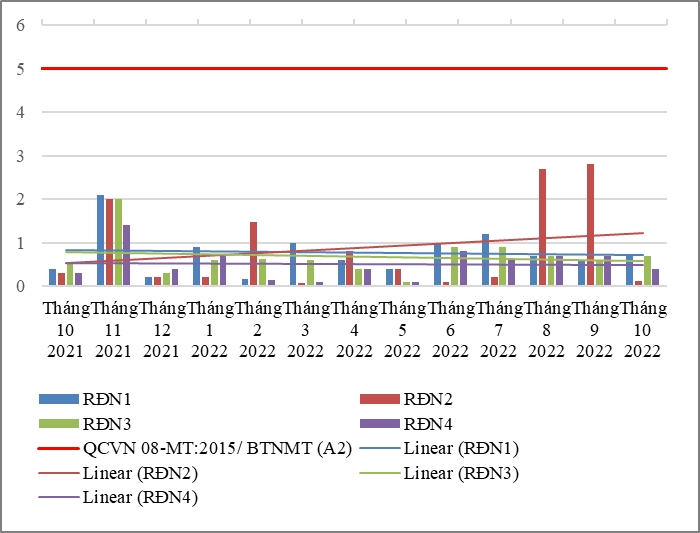 6
5
4
3
2
1
0
Tháng Tháng Tháng Tháng Tháng Tháng Tháng Tháng Tháng Tháng Tháng Tháng Tháng
10 11 12 1 2 3 4 5 6 7 8 9 10
2021 2021 2021 2022 2022 2022 2022 2022 2022 2022 2022 2022 2022
RĐN1 RĐN2
RĐN3 RĐN4
QCVN 08-MT:2015/ BTNMT (A2) Linear (RĐN1)
Linear (RĐN2) Linear (RĐN3)
Linear (RĐN4)